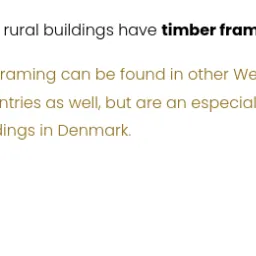 rural buildings have timber fram
raming can be found in other We
ntries as well, but are an especial
dings in Denmark.